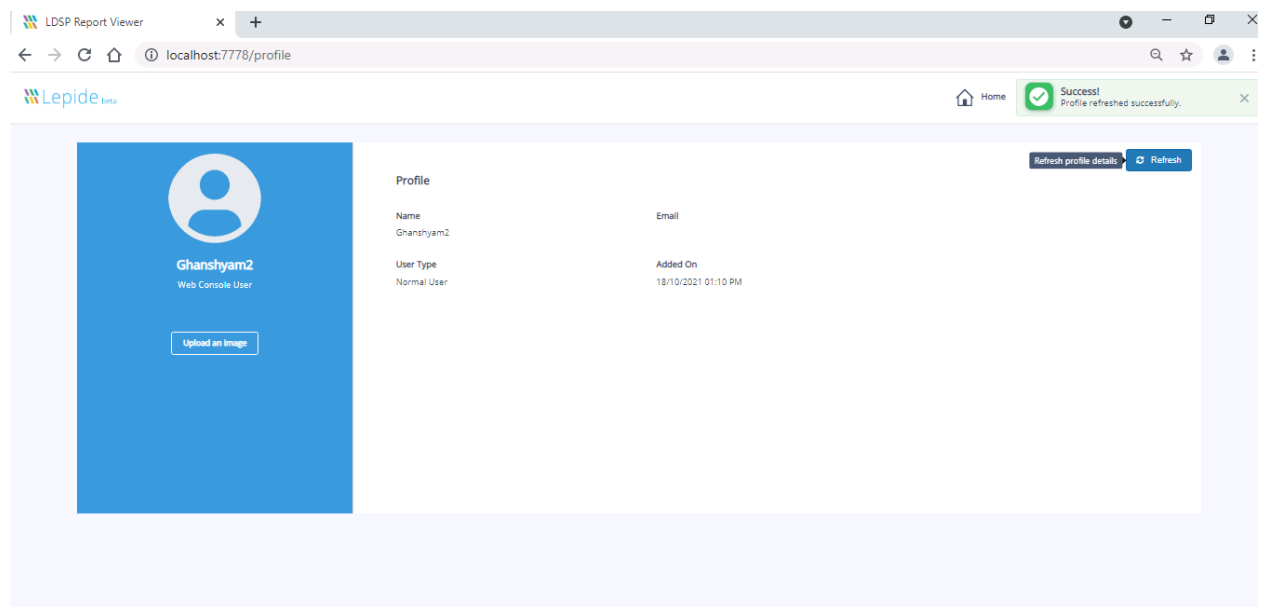 LDSP Report Viewer
localhost:7778/profile
Lepide beta
Home
Success!
Profile refreshed successfully.
Refresh profile details
Refresh
Ghanshyam2
Web Console User
Upload an Image
Profile
Name
Email
Ghanshyam2
User Type
Added On
Normal User
18/10/2021 01:10 PM